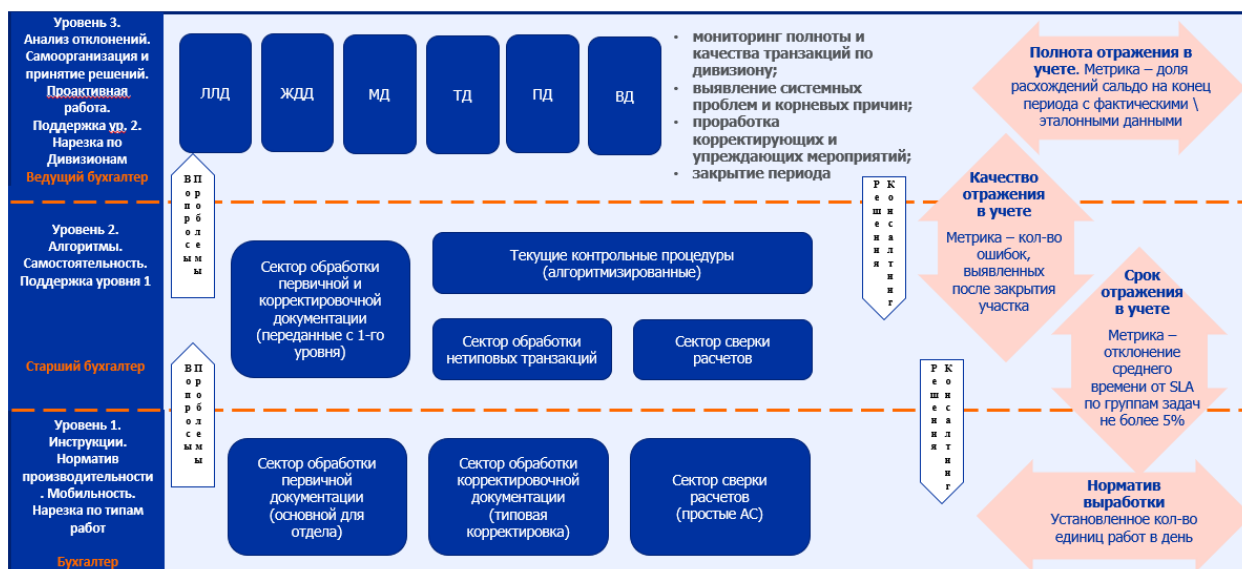 Уровень 3.
Анализ отклонений.
Самоорганизация и
принятие решений.
Проактивная
работа.
Поддержка ур. 2.
Нарезка по
Дивизионам
Ведущий бухгалтер
ЛЛД
ЖДД
МД
ТД
ПД
ВД
• мониторинг полноты и
качества транзакций по
дивизиону;
• выявление системных
проблем и корневых причин;
• проработка
корректирующих и
упреждающих мероприятий;
• закрытие периода
Полнота отражения в
учете. Метрика – доля
расхождений сальдо на конец
периода с фактическими \
эталонными данными
Вопросы
Проблемы
Решения
Консалтинг
Качество
отражения
в учете
Метрика – кол-во
ошибок,
выявленных
после закрытия
участка
Уровень 2.
Алгоритмы.
Самостоятельность.
Поддержка уровня 1
Старший бухгалтер
Сектор обработки
первичной и
корректировочной
документации
(переданные с 1-го
уровня)
Текущие контрольные процедуры
(алгоритмизированные)
Сектор обработки
нетиповых транзакций
Сектор сверки
расчетов
Срок
отражения
в учете
Метрика –
отклонение
среднего
времени от SLA
по группам задач
не более 5%
Вопросы
Проблемы
Решения
Консалтинг
Уровень 1.
Инструкции.
Норматив
производительности
. Мобильность.
Нарезка по типам
работ
Бухгалтер
Сектор обработки
первичной
документации
(основной для
отдела)
Сектор обработки
корректировочной
документации
(типовая
корректировка)
Сектор сверки
расчетов
(простые АС)
Норматив
выработки
Установленное кол-во
единиц работ в день